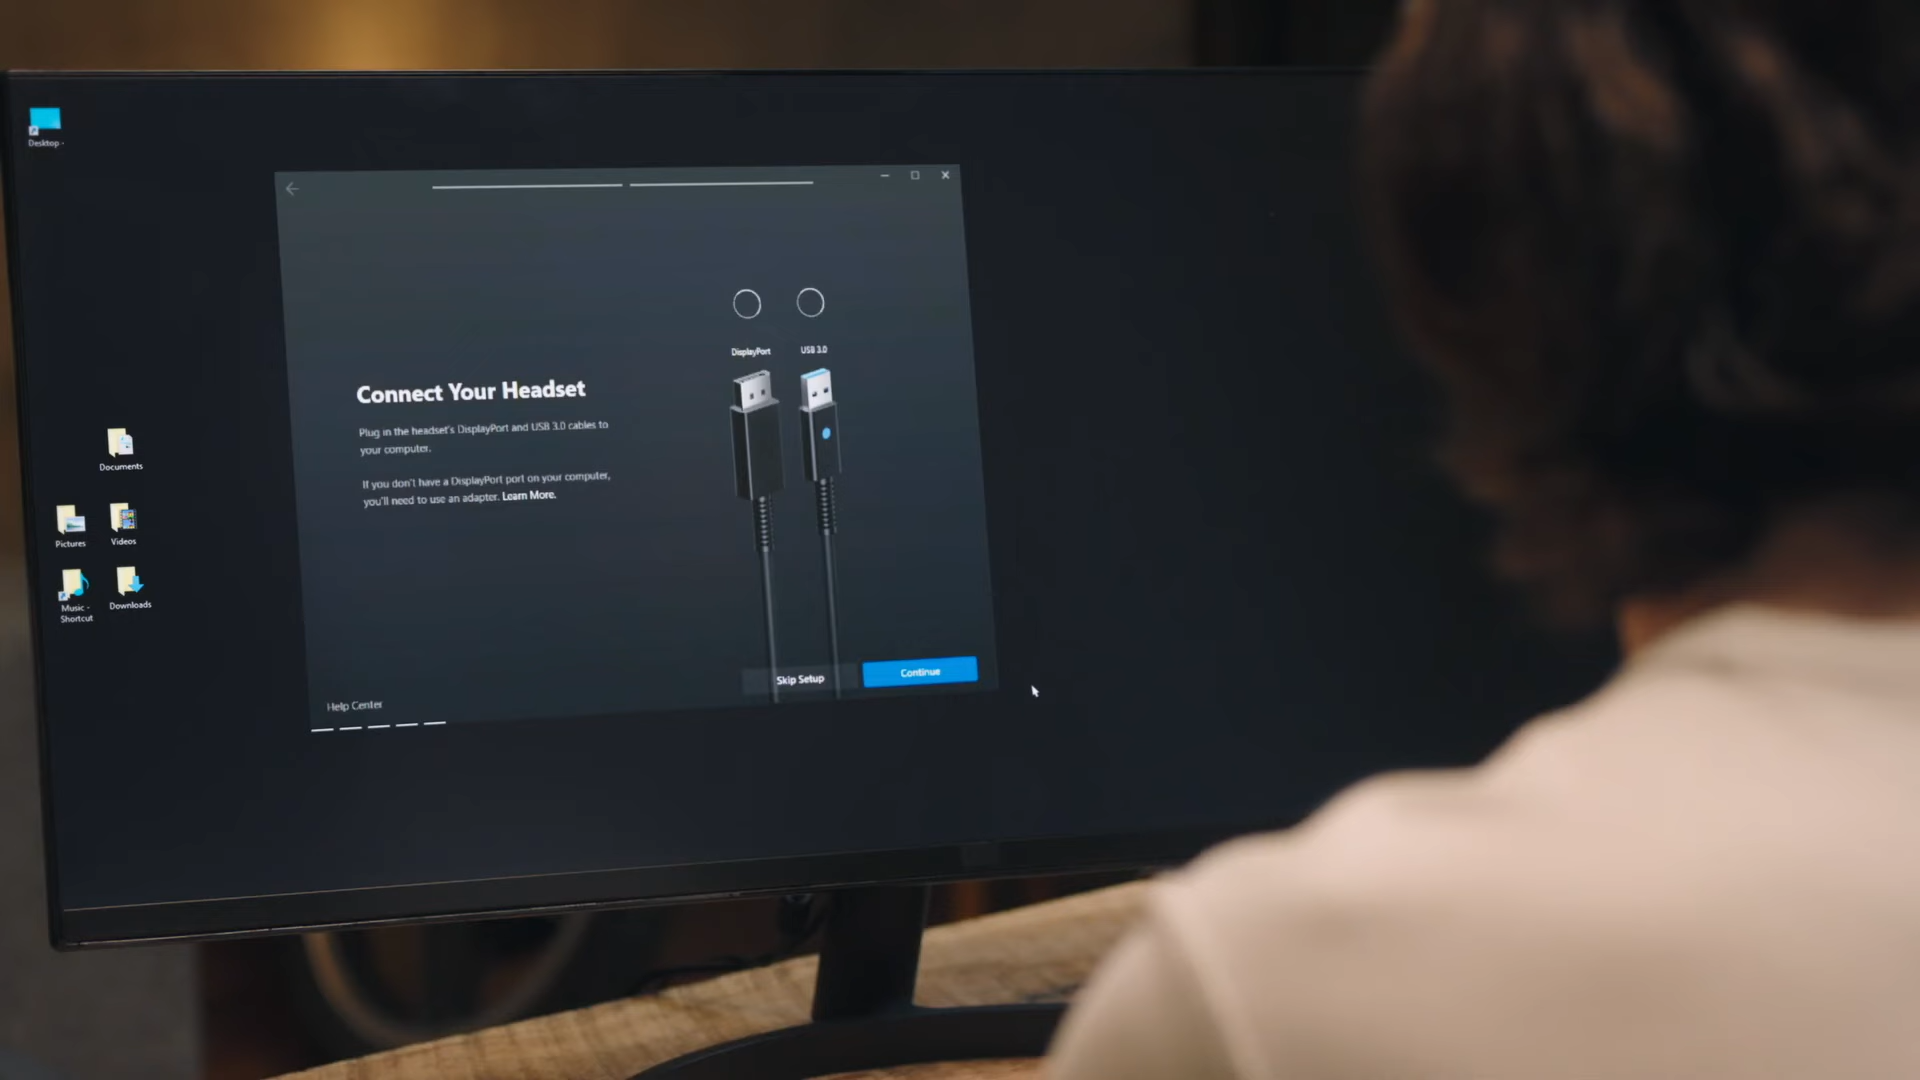 Desktop -
DisplayPort
USB 3.0
Connect Your Headset
Plug in the headset's DisplayPort and USB 3.0 cables to
your computer.
If you don't have a DisplayPort port on your computer,
you'll need to use an adapter. Learn More.
Documents
Pictures
Videos
Music -
Shortcut
Downloads
Skip Setup
Continue
Help Center